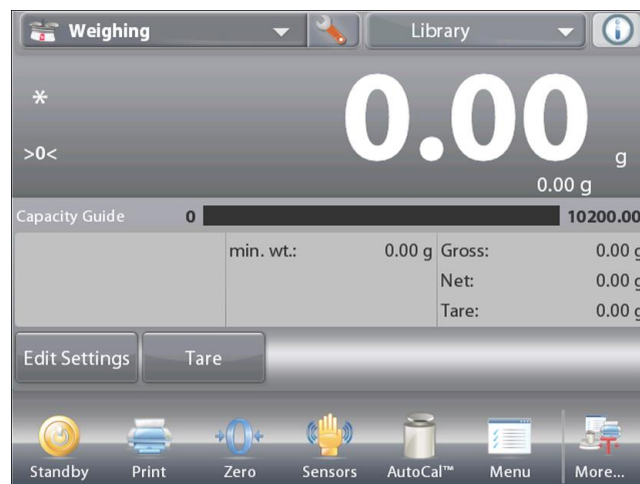 Weighing Library
*
>0<
0.00 g
0.00 g
Capacity Guide 0 10200.00
min. wt.: 0.00 g Gross: 0.00 g
Net: 0.00 g
Tare: 0.00 g
Edit Settings Tare
Standby Print Zero Sensors AutoCal™ Menu More...